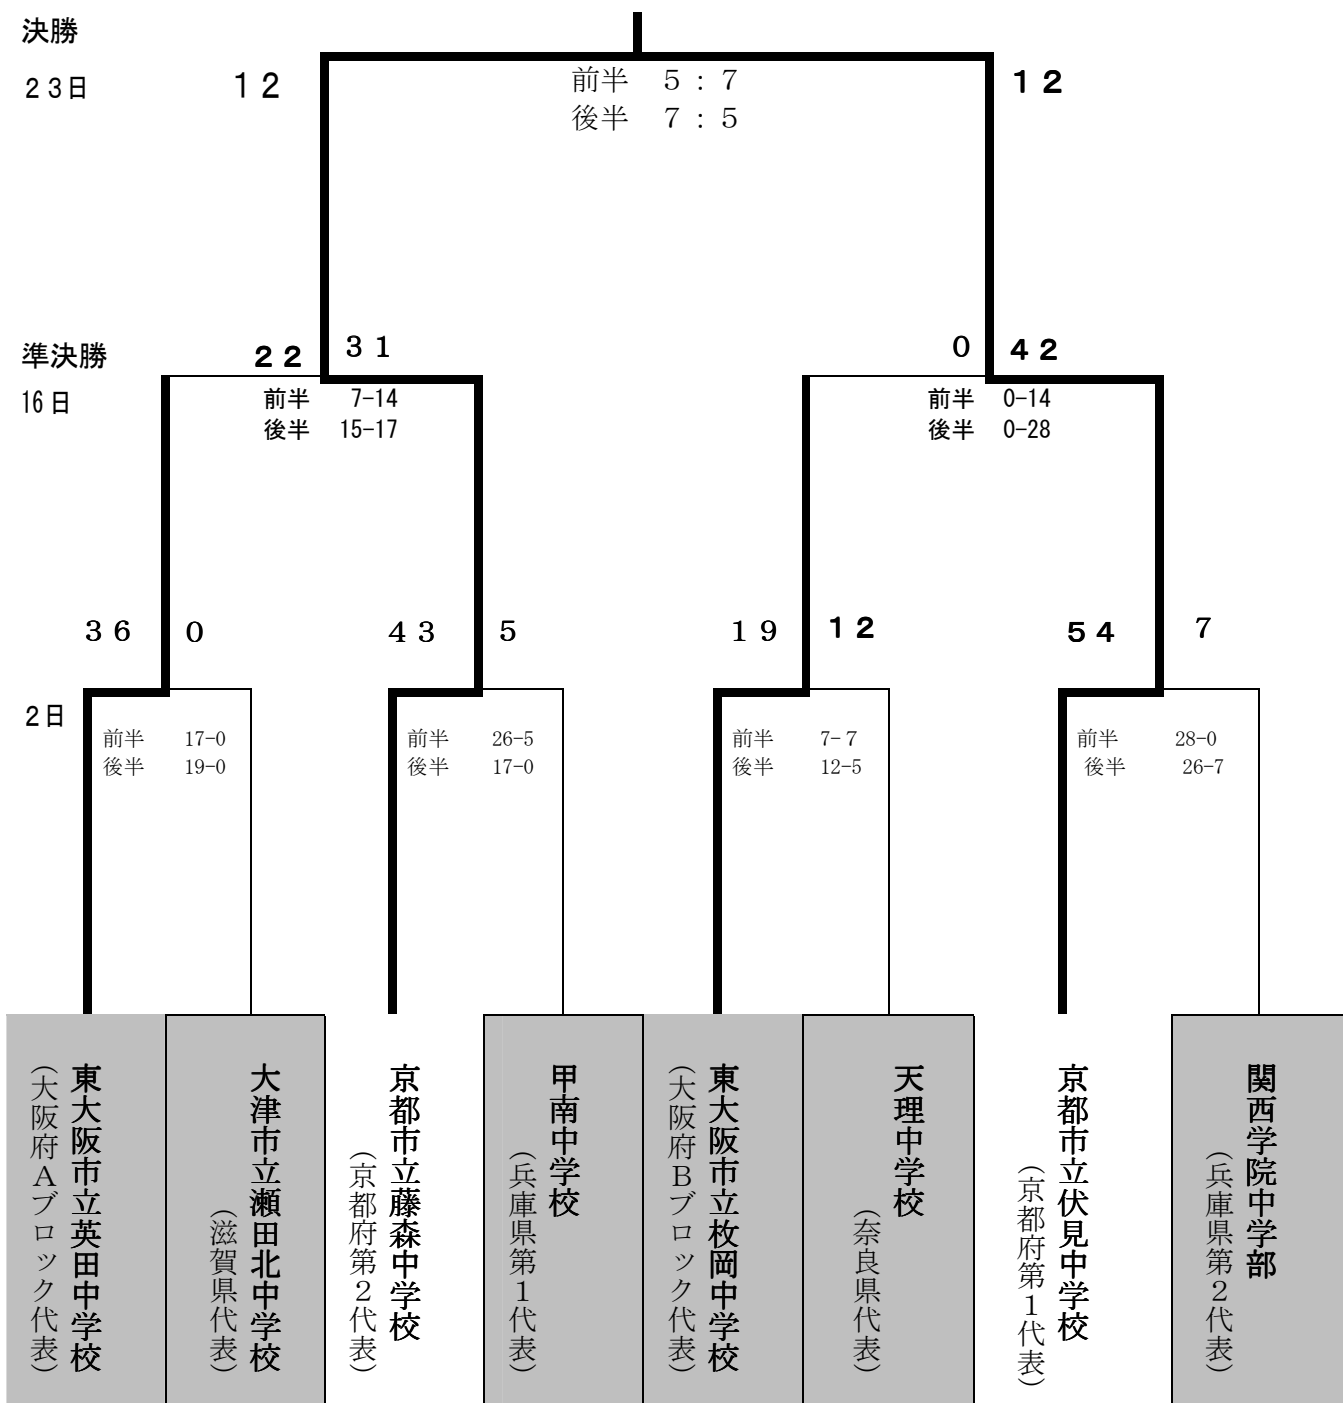 決勝
２３日
１２
前半　５：７
後半　７：５
１２
準決勝
16日
２２
３１
前半　7-14
後半　15-17
０
４２
前半　0-14
後半　0-28
２日
３６
０
前半　17-0
後半　19-0
４３
５
前半　26-5
後半　17-0
１９
１２
前半　7-7
後半　12-5
５４
７
前半　28-0
後半　26-7
東大阪市立英田中学校
（大阪府Ａブロック代表）
大津市立瀬田北中学校
（滋賀県代表）
京都市立藤森中学校
（京都府第２代表）
甲南中学校
（兵庫県第１代表）
東大阪市立枚岡中学校
（大阪府Ｂブロック代表）
天理中学校
（奈良県代表）
京都市立伏見中学校
（京都府第１代表）
関西学院中学部
（兵庫県第２代表）